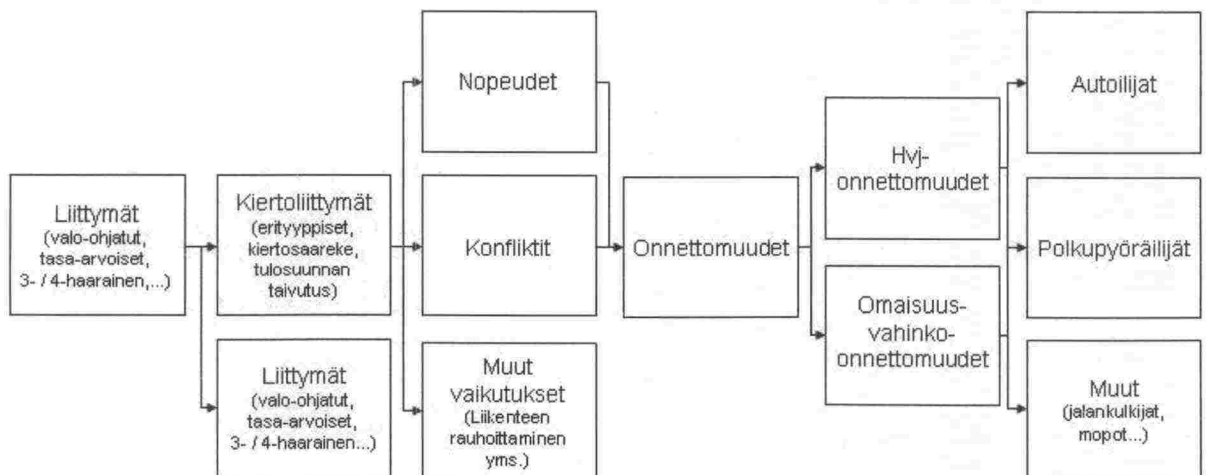 Liittymät
(valo-ohjatut,
tasa-arvoiset,
3- / 4-haarainen,...)
Kiertoliittymät
(erityyppiset,
kiertosaareke,
tulosuunnan
taivutus)
Liittymät
(valo-ohjatut,
tasa-arvoiset,
3- / 4-haarainen...)
Nopeudet
Konfliktit
Muut
vaikutukset
(Liikenteen
rauhoittaminen
yms.)
Onnettomuudet
Hvj-
onnettomuudet
Omaisuus-
vahinko-
onnettomuudet
Autoilijat
Polkupyöräilijät
Muut
(jalankulkijat,
mopot...)